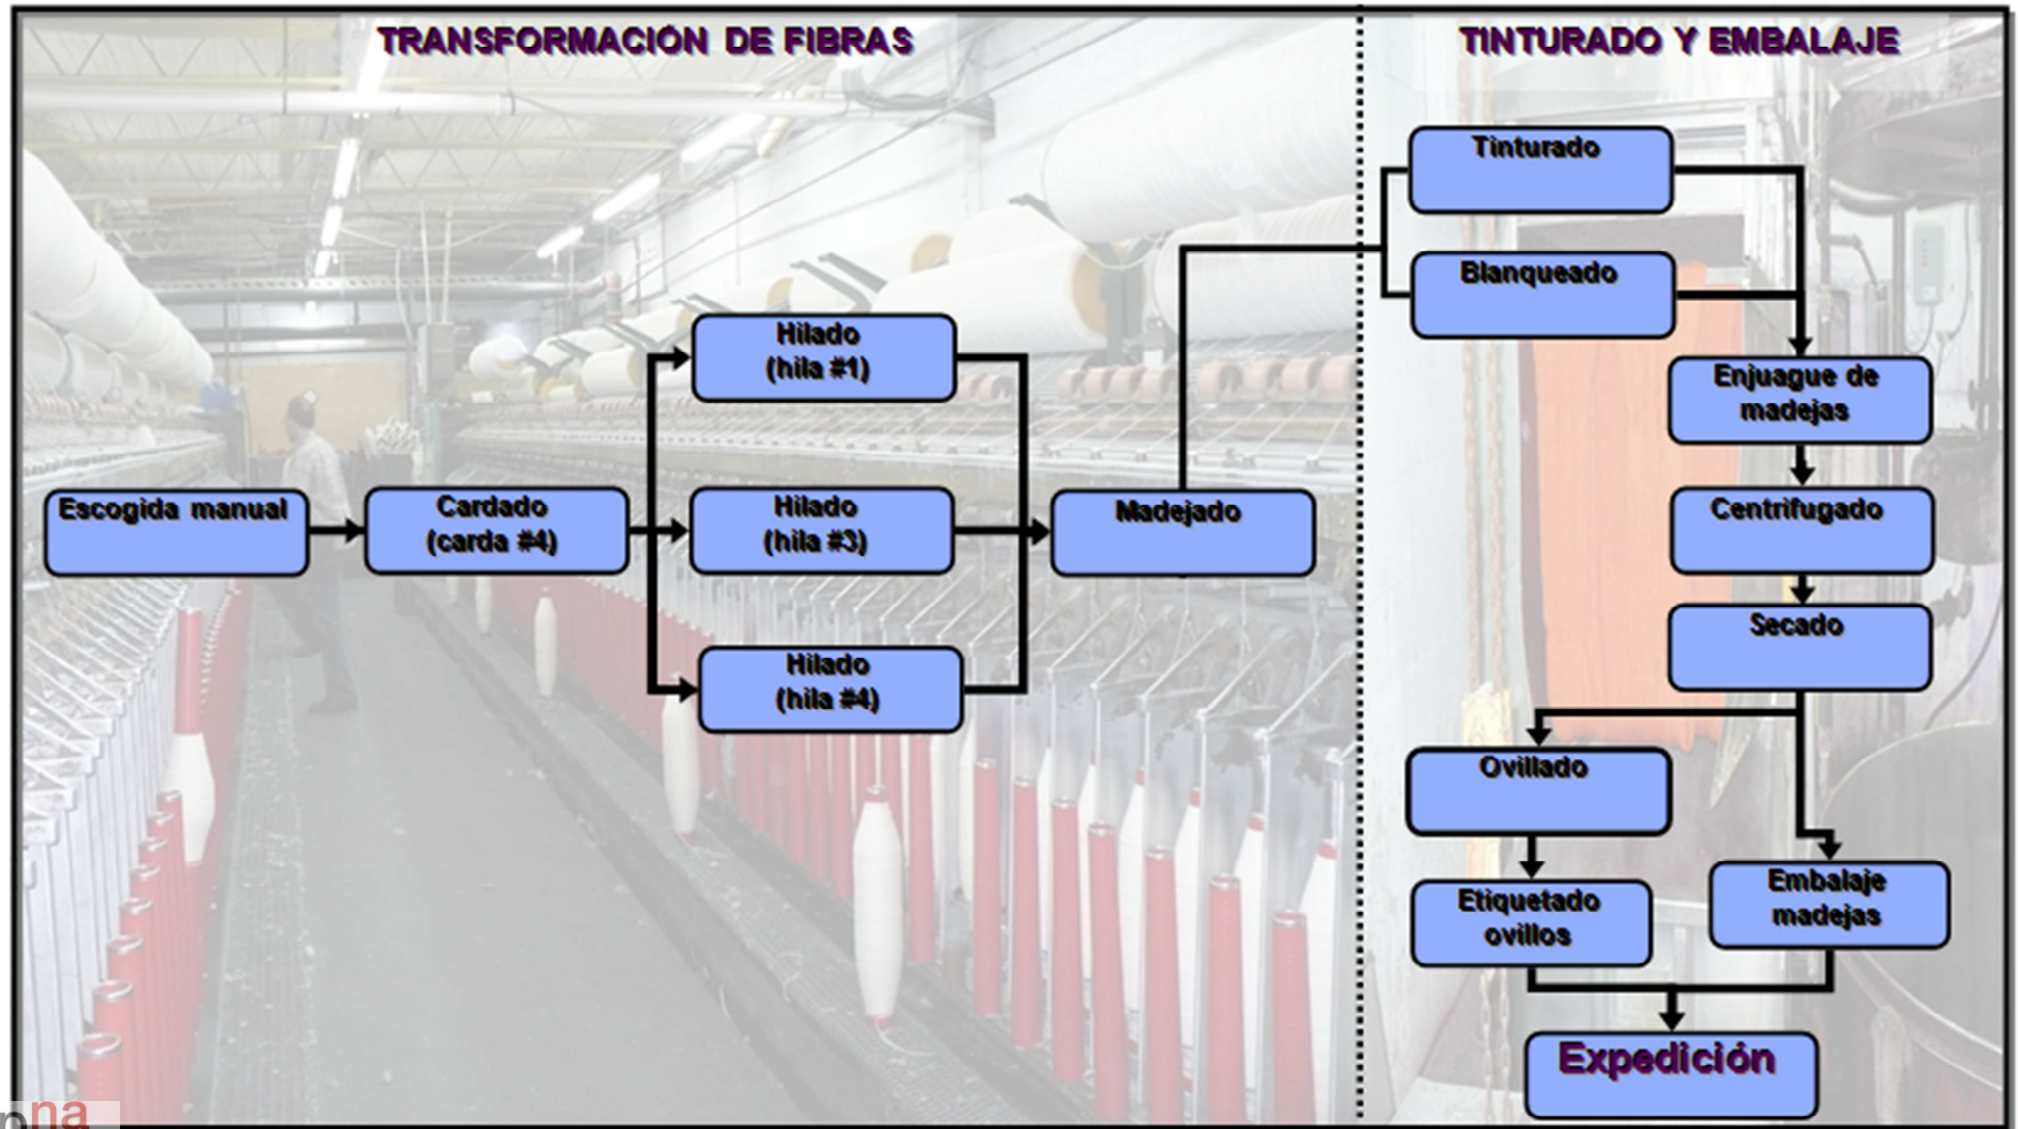 TRANSFORMACIÓN DE FIBRAS
TINTURADO Y EMBALAJE
Escogida manual
Cardado
(carda #4)
Hilado
(hila #1)
Hilado
(hila #3)
Hilado
(hila #4)
Madejado
Tinturado
Blanqueado
Enjuague de
madejas
Centrifugado
Secado
Ovillado
Etiquetado
ovillos
Embalaje
madejas
Expedición